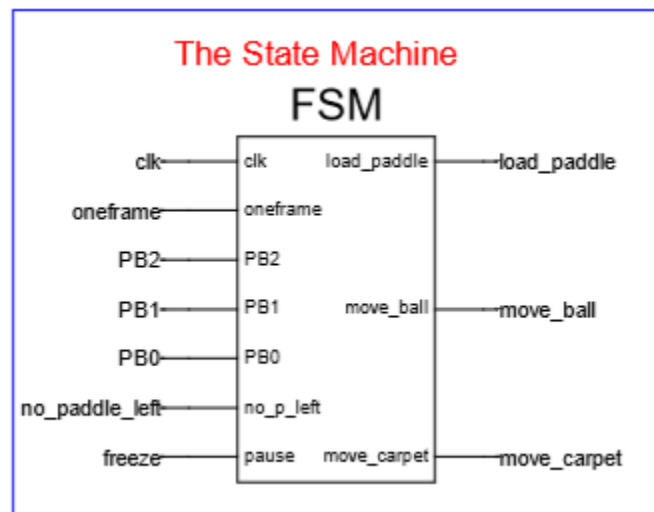 The State Machine
FSM
clk clk load_paddle load_paddle
oneframe oneframe
PB2 PB2
PB1 PB1 move_ball move_ball
PB0 PB0
no_paddle_left no_p_left
freeze pause move_carpet move_carpet